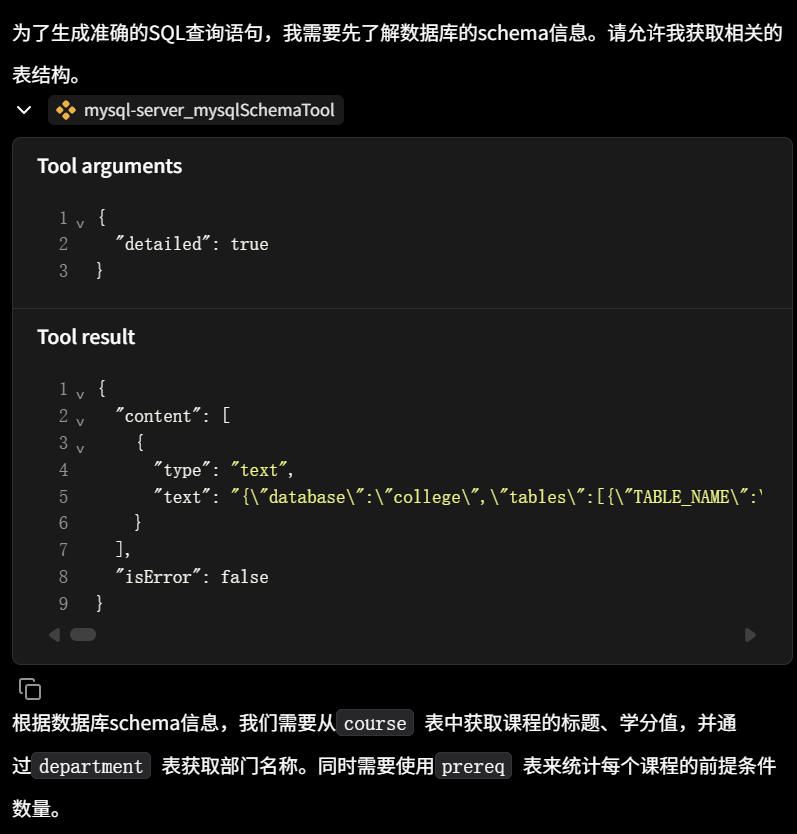 为了生成准确的SQL查询语句，我需要先了解数据库的schema信息。请允许我获取相关的
表结构。
mysql-server_mysqlSchemaTool
Tool arguments
1 {
2 "detailed": true
3 }
Tool result
1 {
2 "content": [
3 {
4 "type": "text",
5 "text": "{\"database\":\"college\",\"tables\":[{\"TABLE_NAME\":\
6 }
7 ],
8 "isError": false
9 }
根据数据库schema信息，我们需要从 course 表中获取课程的标题、学分值，并通
过 department 表获取部门名称。同时需要使用 prereq 表来统计每个课程的前提条件
数量。